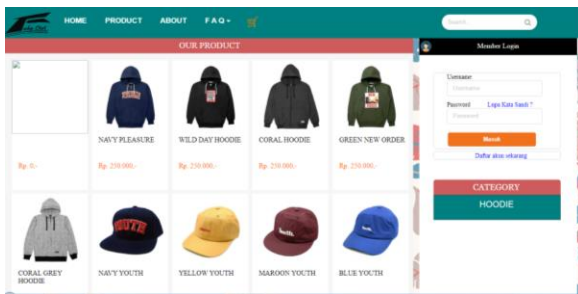 HOME PRODUCT ABOUT F A Q
Search
OUR PRODUCT
Member Login
Username
Username
Password Lupa Kata Sandi ?
Password
Masuk
Daftar akun sekarang
CATEGORY
HOODIE
NAVY PLEASURE
WILD DAY HOODIE
CORAL HOODIE
GREEN NEW ORDER
Rp. 0,-
Rp. 250.000,-
Rp. 250.000,-
Rp. 250.000,-
Rp. 250.000,-
CORAL GREY
HOODIE
NAVY YOUTH
YELLOW YOUTH
MAROON YOUTH
BLUE YOUTH
YOUTH